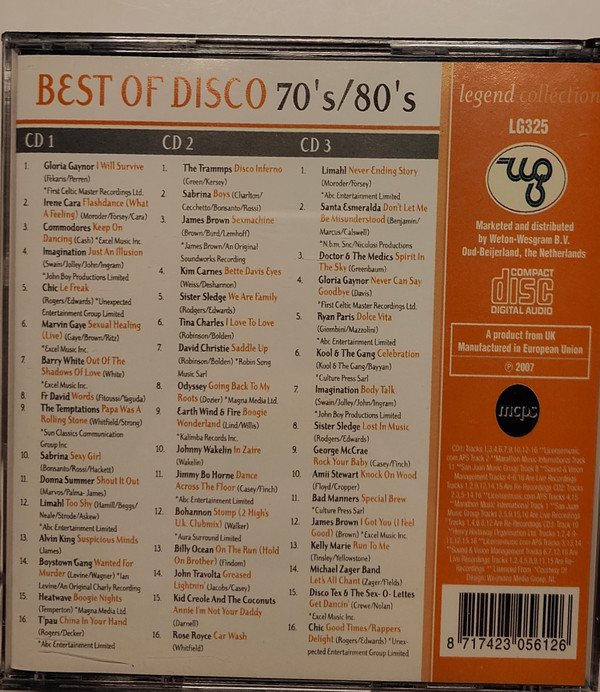 BEST OF DISCO 70's/80's
CD 1
1. Gloria Gaynor I Will Survive
(Fekaris/Perren)
*First Celtic Master Recordings Ltd.
2. Irene Cara Flashdance (What
A Feeling) (Moroder/Forsey/Cara)
3. Commodores Keep On
Dancing (Cash) *Excel Music Inc.
4. Imagination Just An Illusion
(Swain/Jolley/John/Ingram)
*John Boy Productions Limited
5. Chic Le Freak
(Rogers/Edwards) *Unexpected
Entertainment Group Limited
6. Marvin Gaye Sexual Healing
(Live) (Gaye/Brown/Ritz)
*Excel Music Inc.
7. Barry White Out Of The
Shadows Of Love (White)
*Excel Music Inc.
8. Fr David Words (Fitoussi/Yaguda)
9. The Temptations Papa Was A
Rolling Stone (Whitfield/Strong)
*Sun Classics Communication
Group Inc
10. Sabrina Sexy Girl
(Bonsanto/Rossi/Hackett)
11. Donna Summer Shout It Out
(Marvos/Palma- James)
12. Limahl Too Shy (Hamill/Beggs/
Neale/Strode/Askew)
*Abc Entertainment Limited
13. Alvin King Suspicious Minds
(James)
14. Boystown Gang Wanted For
Murder (Levine/Wagner) *Ian
Levine/An Original Charly Recording
15. Heatwave Boogie Nights
(Temperton) *Magna Media Ltd.
16. T'pau China In Your Hand
(Rogers/Decker)
*Abc Entertainment Limited
CD 2
1. The Trammps Disco Inferno
(Green/Kersey)
2. Sabrina Boys (Charlton/
Cecchetto/Bonsanto/Rossi)
3. James Brown Sexmachine
(Brown/Burd/Lemhoff)
*James Brown/An Original
Soundworks Recording
4. Kim Carnes Bette Davis Eyes
(Weiss/Deshannon)
5. Sister Sledge We Are Family
(Rodgers/Edwards)
6. Tina Charles I Love To Love
(Robinson/Bolden)
7. David Christie Saddle Up
(Robinson/Bolden) *Robin Song
Music Sarl
8. Odyssey Going Back To My
Roots (Dozier) *Magna Media Ltd.
9. Earth Wind & Fire Boogie
Wonderland (Lind/Willis)
*Kalimba Records Inc.
10. Johnny Wakelin In Zaire
(Wakelin)
11. Jimmy Bo Horne Dance
Across The Floor (Casey/Finch)
*Abc Entertainment Limited
12. Bohannon Stomp (2 High's
U.k. Clubmix) (Walker)
*Aura Surround Limited
13. Billy Ocean On The Run (Hold
On Brother) (Findom)
14. John Travolta Greased
Lightnin' (Jacobs/Casey)
15. Kid Creole And The Coconuts
Annie I'm Not Your Daddy
(Darnell)
16. Rose Royce Car Wash
(Whitfield)
CD 3
1. Limahl Never Ending Story
(Moroder/Forsey)
*Abc Entertainment Limited
2. Santa Esmeralda Don't Let Me
Be Misunderstood (Benjamin/
Marcus/Calswell)
*N.b.m. Snc/Nicolosi Productions
3. Doctor & The Medics Spirit In
The Sky (Greenbaum)
4. Gloria Gaynor Never Can Say
Goodbye (Davis)
*First Celtic Master Recordings Ltd.
5. Ryan Paris Dolce Vita
(Giombini/Mazzolini)
*Abc Entertainment Limited
6. Kool & The Gang Celebration
(Kool & The Gang/Bayyan)
*Culture Press Sarl
7. Imagination Body Talk
(Swain/Jolley/John/Ingram)
*John Boy Productions Limited
8. Sister Sledge Lost In Music
(Rodgers/Edwards)
9. George McCrae
Rock Your Baby (Casey/Finch)
10. Amii Stewart Knock On Wood
(Floyd/Cropper)
11. Bad Manners Special Brew
*Culture Press Sarl
12. James Brown I Got You (I Feel
Good) (Brown) *Excel Music Inc.
13. Kelly Marie Run To Me
(Tinsley/Yellowstone)
14. Michael Zager Band
Let's All Chant (Zager/Fields)
15. Disco Tex & The Sex- O- Lettes
Get Dancin' (Crewe/Nolan)
*Excel Music Inc.
16. Chic Good Times/Rappers
Delight (Rogers/Edwards) *Unex-
pected Entertainment Group Limited
legend collection
LG325
wg
Marketed and distributed
by Weton-Wesgram B.V.
Oud-Beijerland, the Netherlands
COMPACT
disc
DIGITAL AUDIO
A product from UK
Manufactured in European Union
℗ 2007
mcps
8 717423 056126